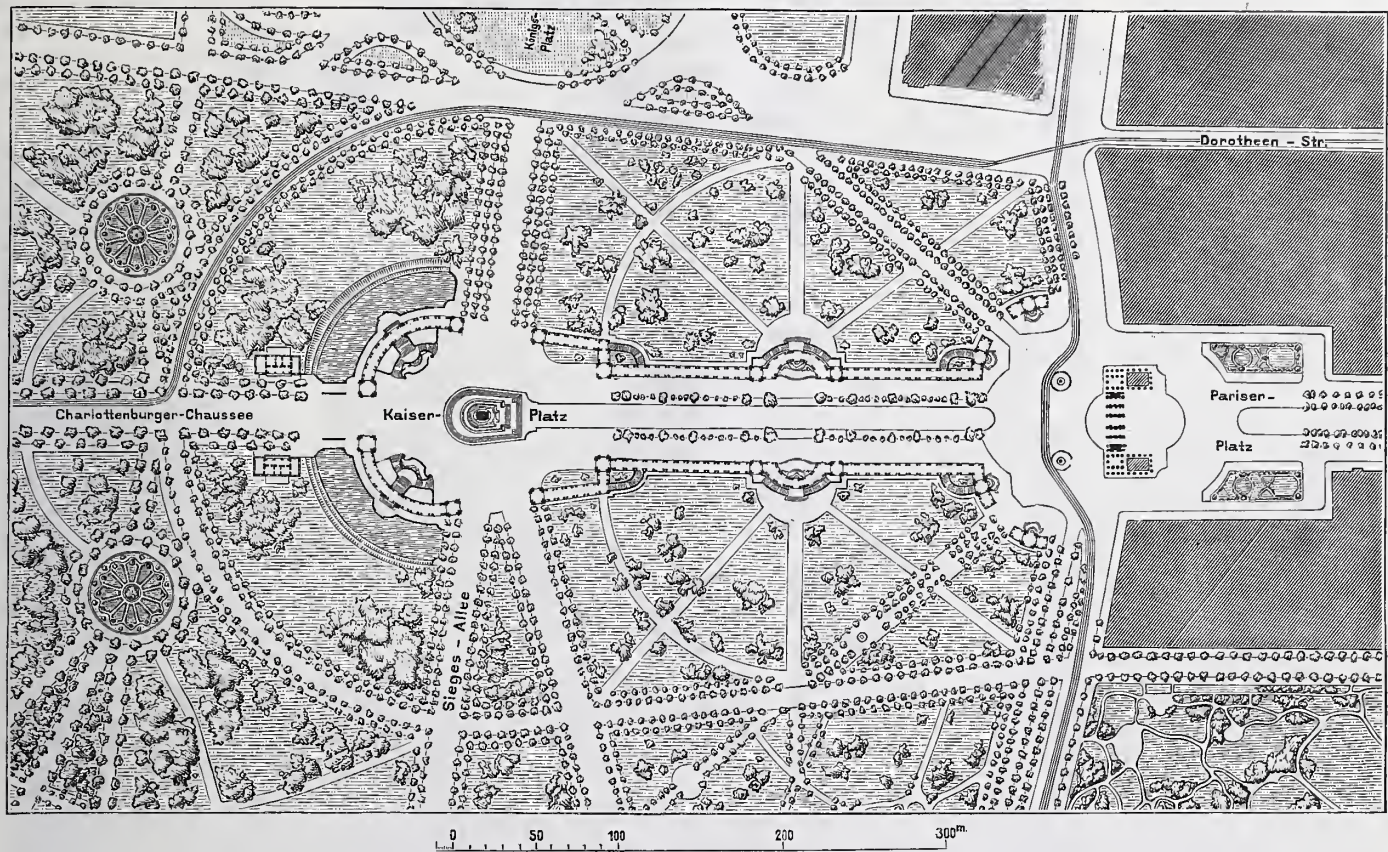 Königs-
Platz
Dorotheen - Str.
Charlottenburger-Chaussee
Kaiser-
Platz
Pariser-
Platz
Sieges - Allee
0 50 100 200 300m.